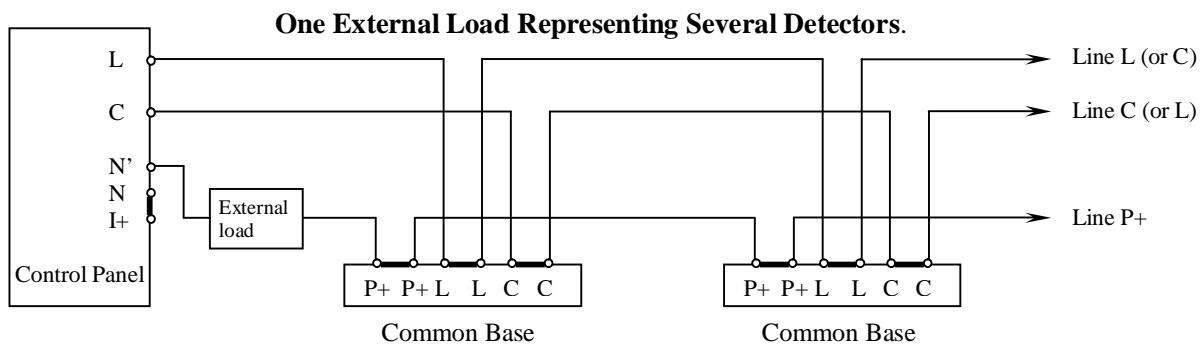 One External Load Representing Several Detectors.
L
Line L (or C)
C
Line C (or L)
N’
N
I+
External
load
Line P+
Control Panel
P+ P+ L L C C
P+ P+ L L C C
Common Base
Common Base